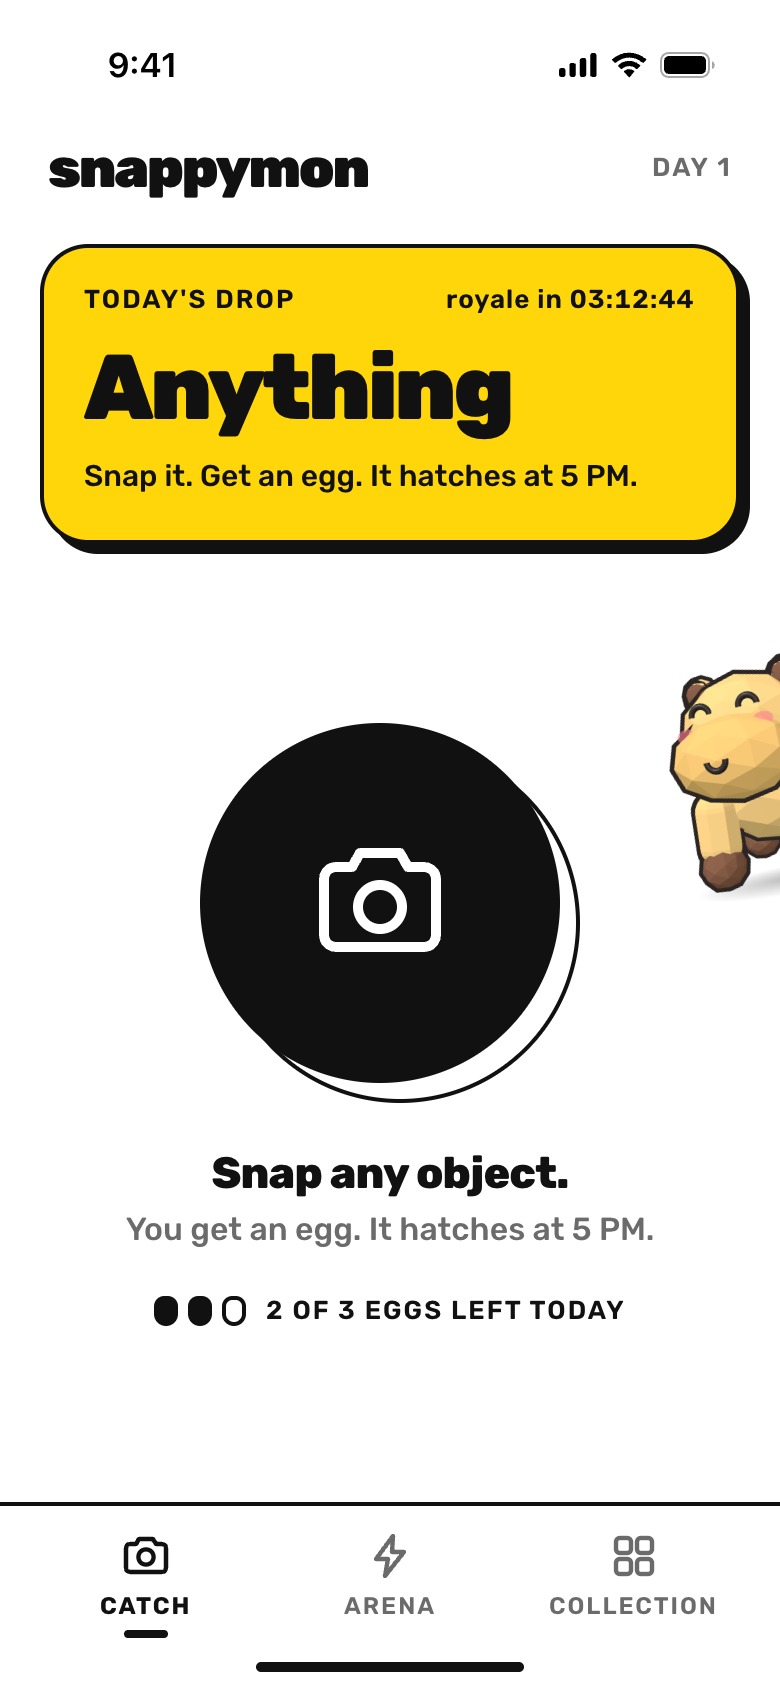 9:41
snappymon
DAY 1
TODAY'S DROP
royale in 03:12:44
Anything
Snap it. Get an egg. It hatches at 5 PM.
Snap any object.
You get an egg. It hatches at 5 PM.
2 OF 3 EGGS LEFT TODAY
CATCH
ARENA
COLLECTION